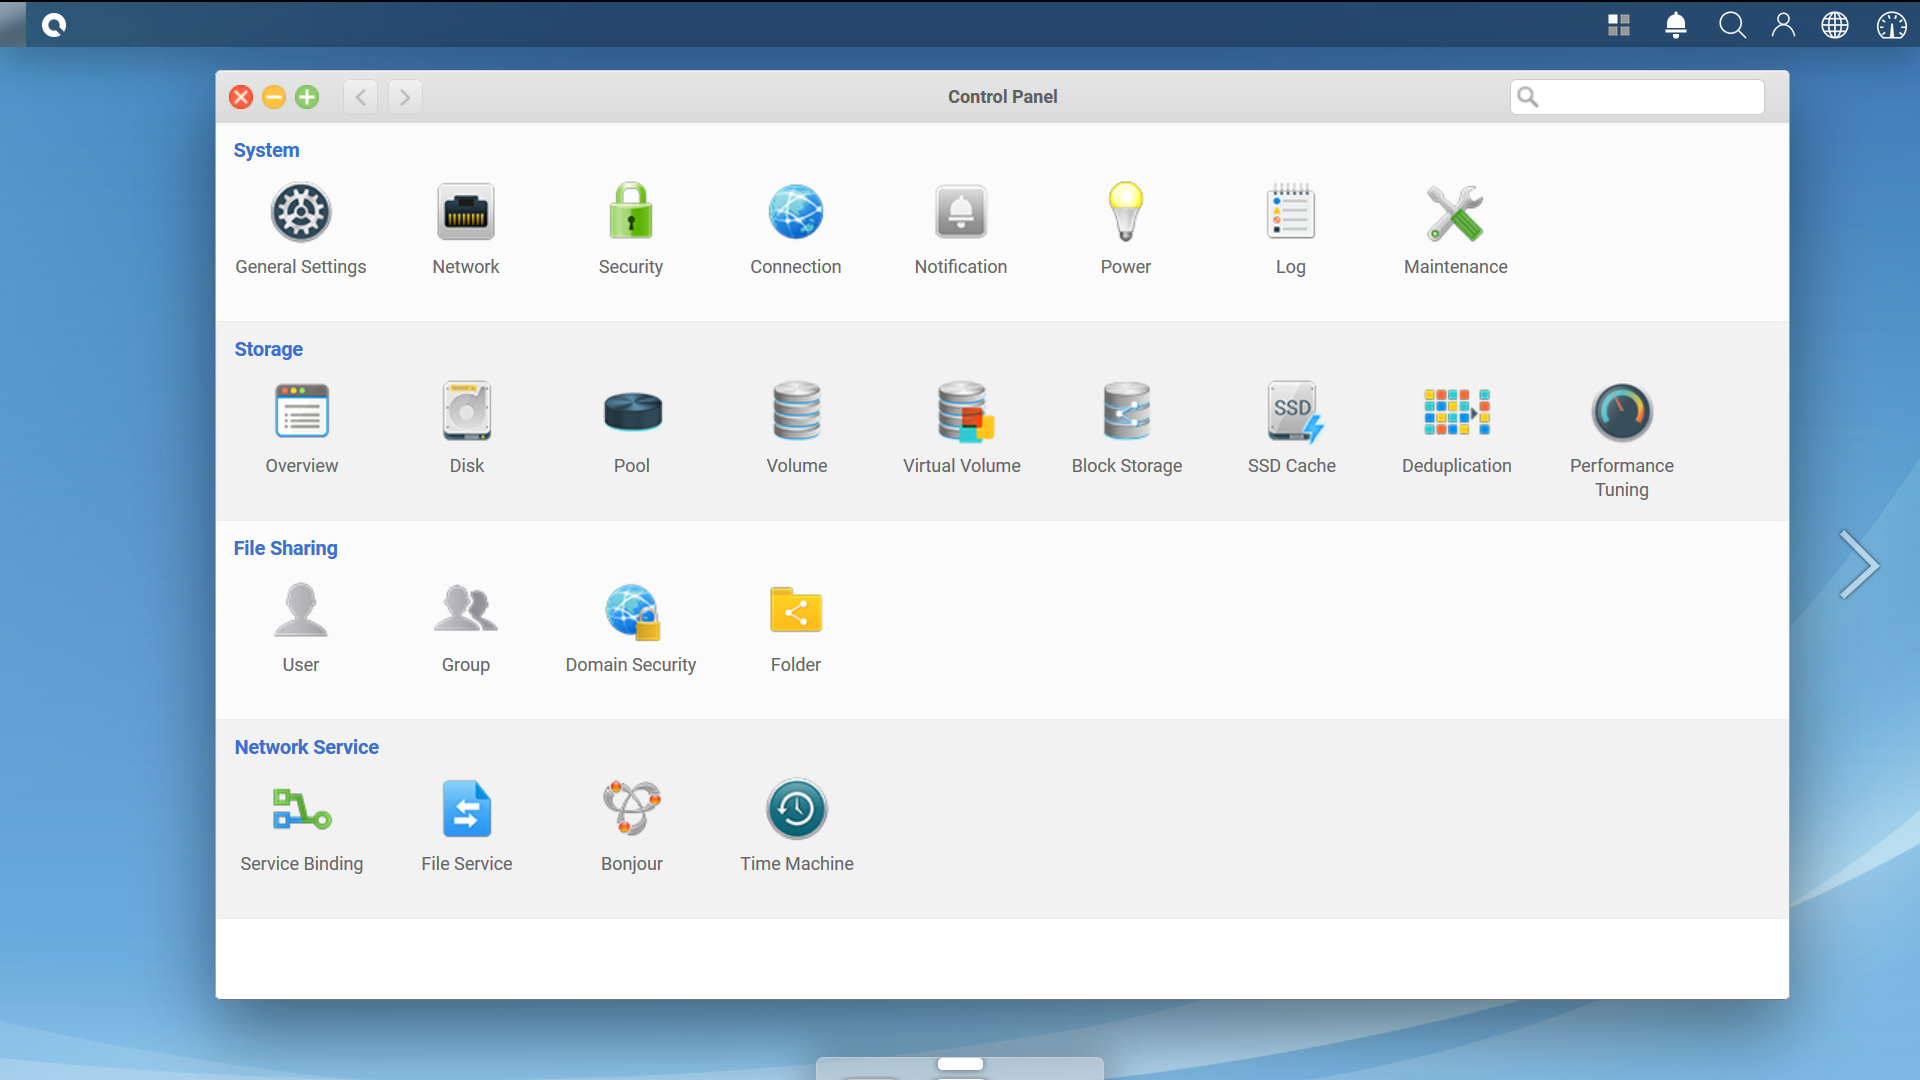 Control Panel
System
General Settings
Network
Security
Connection
Notification
Power
Log
Maintenance
Storage
Overview
Disk
Pool
Volume
Virtual Volume
Block Storage
SSD
SSD Cache
Deduplication
Performance
Tuning
File Sharing
User
Group
Domain Security
Folder
Network Service
Service Binding
File Service
Bonjour
Time Machine